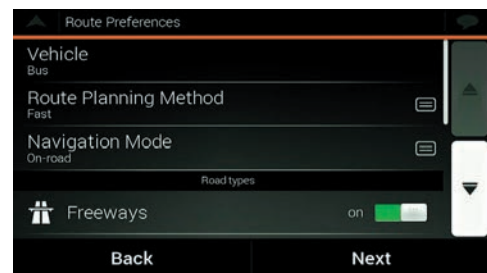 Route Preferences
Vehicle
Bus
Route Planning Method
Fast
Navigation Mode
On-road
Road types
Freeways on
Back Next